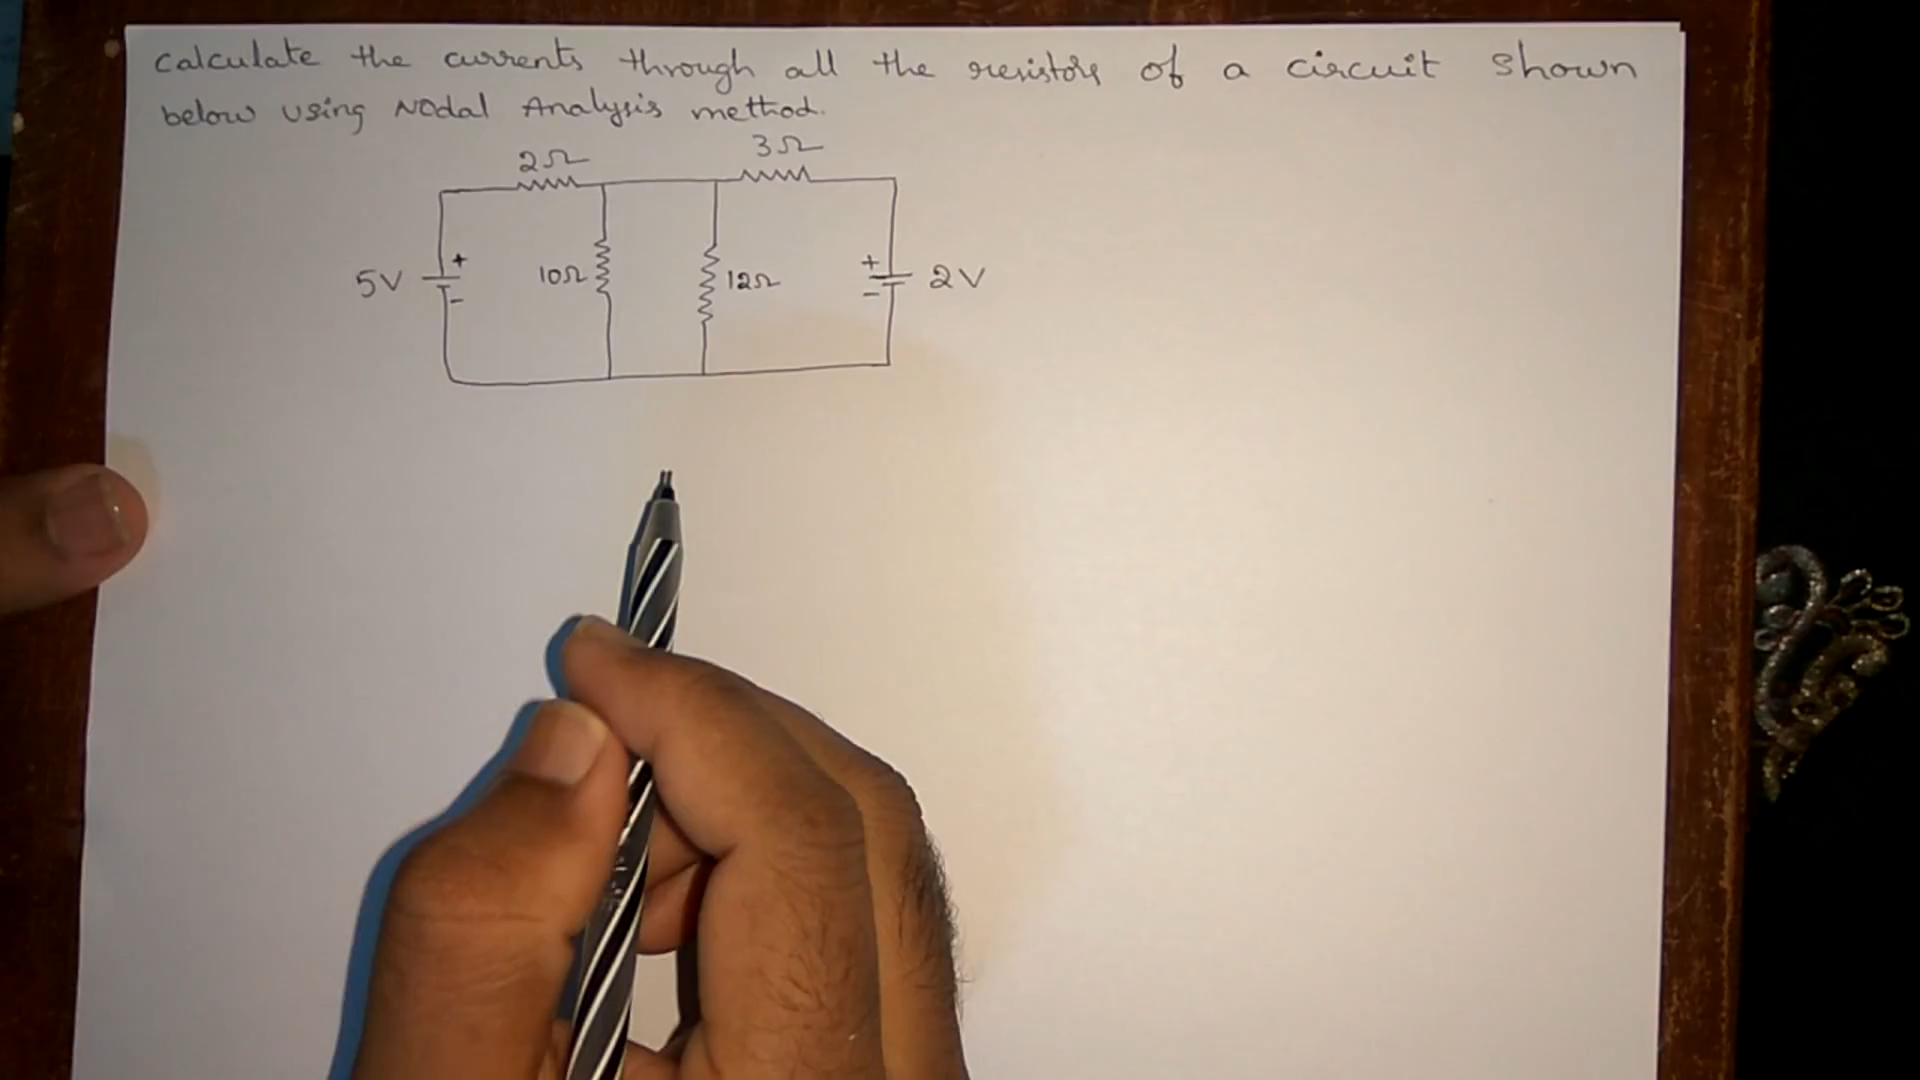 calculate the currents through all the resistors of a circuit shown
below using Nodal Analysis method.
2Ω
3Ω
5V
+
-
10Ω
12Ω
+
-
2V